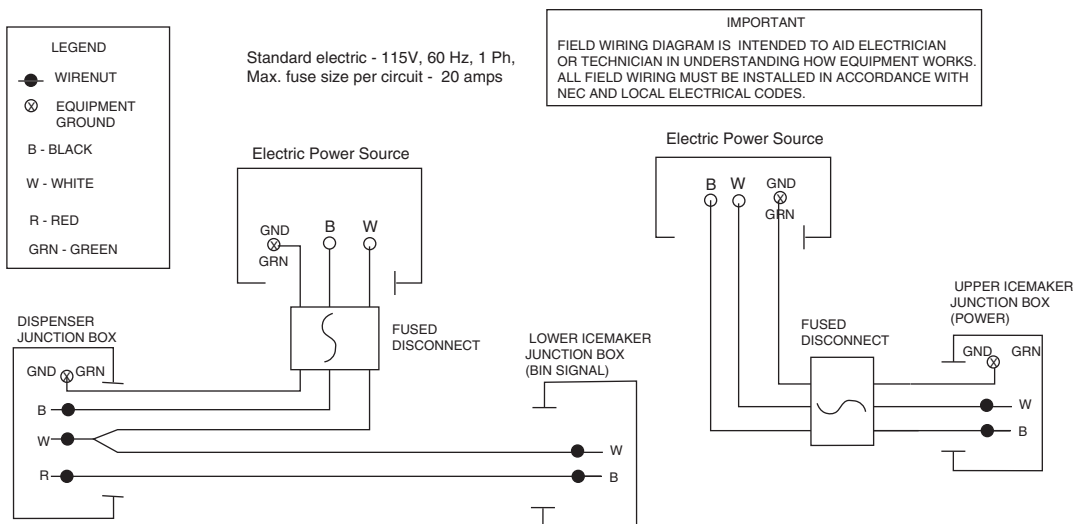 LEGEND
WIRENUT
EQUIPMENT
GROUND
B - BLACK
W - WHITE
R - RED
GRN - GREEN
Standard electric - 115V, 60 Hz, 1 Ph,
Max. fuse size per circuit - 20 amps
IMPORTANT
FIELD WIRING DIAGRAM IS INTENDED TO AID ELECTRICIAN
OR TECHNICIAN IN UNDERSTANDING HOW EQUIPMENT WORKS.
ALL FIELD WIRING MUST BE INSTALLED IN ACCORDANCE WITH
NEC AND LOCAL ELECTRICAL CODES.
Electric Power Source
GND
GRN
B
W
FUSED
DISCONNECT
Electric Power Source
B
W
GND
GRN
FUSED
DISCONNECT
DISPENSER
JUNCTION BOX
GND
GRN
B
W
R
LOWER ICEMAKER
JUNCTION BOX
(BIN SIGNAL)
W
B
UPPER ICEMAKER
JUNCTION BOX
(POWER)
GND
GRN
W
B